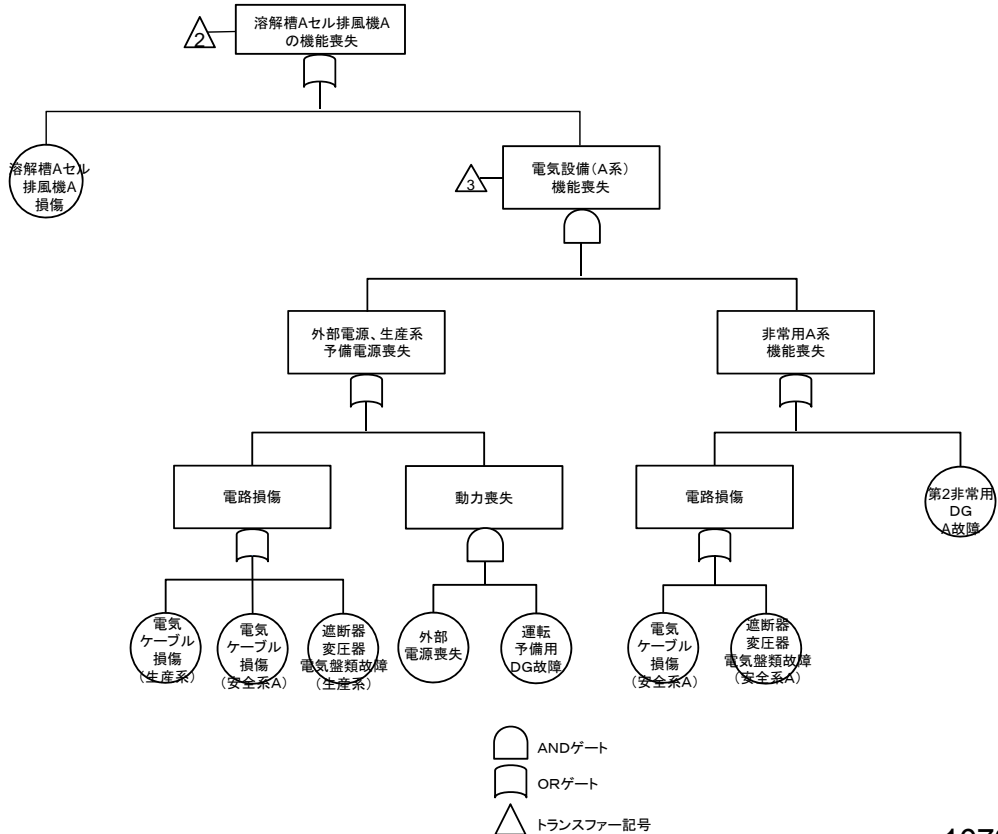 溶解槽Aセル排風機A
の機能喪失
2
溶解槽Aセル
排風機A
損傷
電気設備(A系)
機能喪失
3
外部電源、生産系
予備電源喪失
非常用A系
機能喪失
電路損傷
動力喪失
電路損傷
第2非常用
DG
A故障
電気
ケーブル
損傷
(生産系)
電気
ケーブル
損傷
(安全系A)
遮断器
変圧器
電気盤類故障
(生産系)
外部
電源喪失
運転
予備用
DG故障
電気
ケーブル
損傷
(安全系A)
遮断器
変圧器
電気盤類故障
(安全系A)
ANDゲート
ORゲート
トランスファー記号